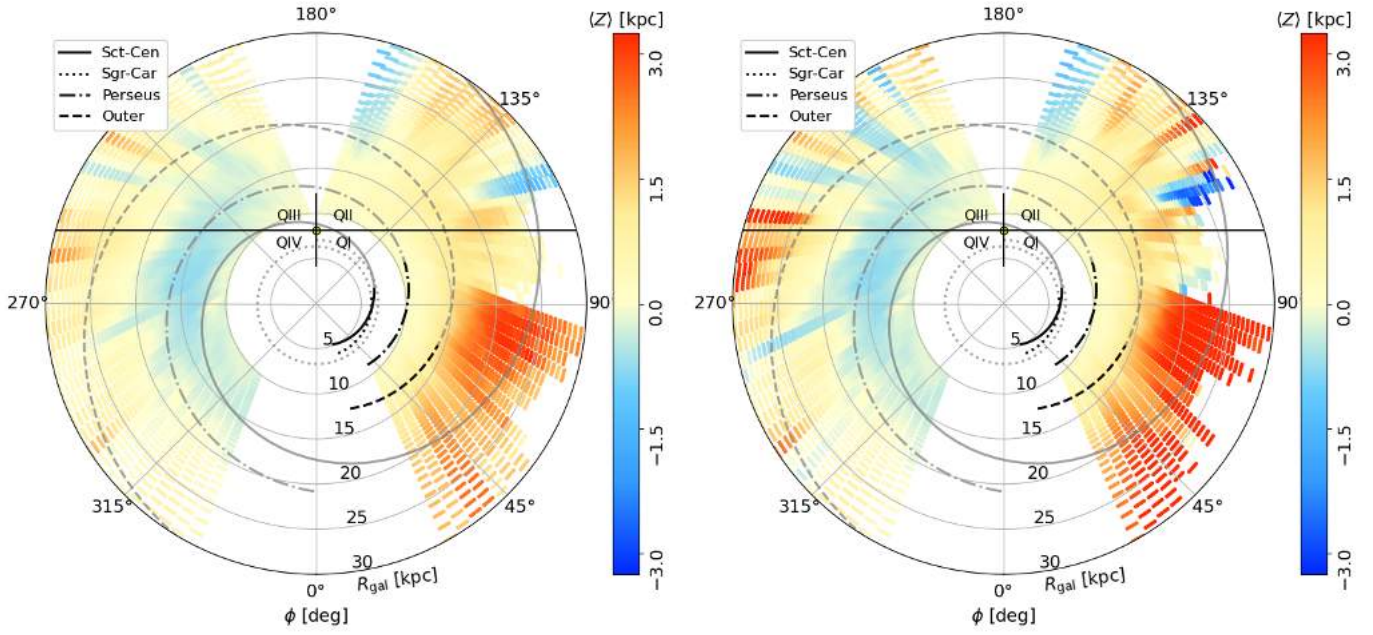 180°
⟨Z⟩ [kpc]
Sct-Cen
Sgr-Car
Perseus
Outer
135°
3.0
1.5
0.0
−1.5
−3.0
QIII QII
QIV QI
270°
90
5
10
15
20
25
30
315°
45°
R_gal [kpc]
0°
ϕ [deg]
180°
⟨Z⟩ [kpc]
Sct-Cen
Sgr-Car
Perseus
Outer
135°
3.0
1.5
0.0
−1.5
−3.0
QIII QII
QIV QI
270°
90
5
10
15
20
25
30
315°
45°
R_gal [kpc]
0°
ϕ [deg]